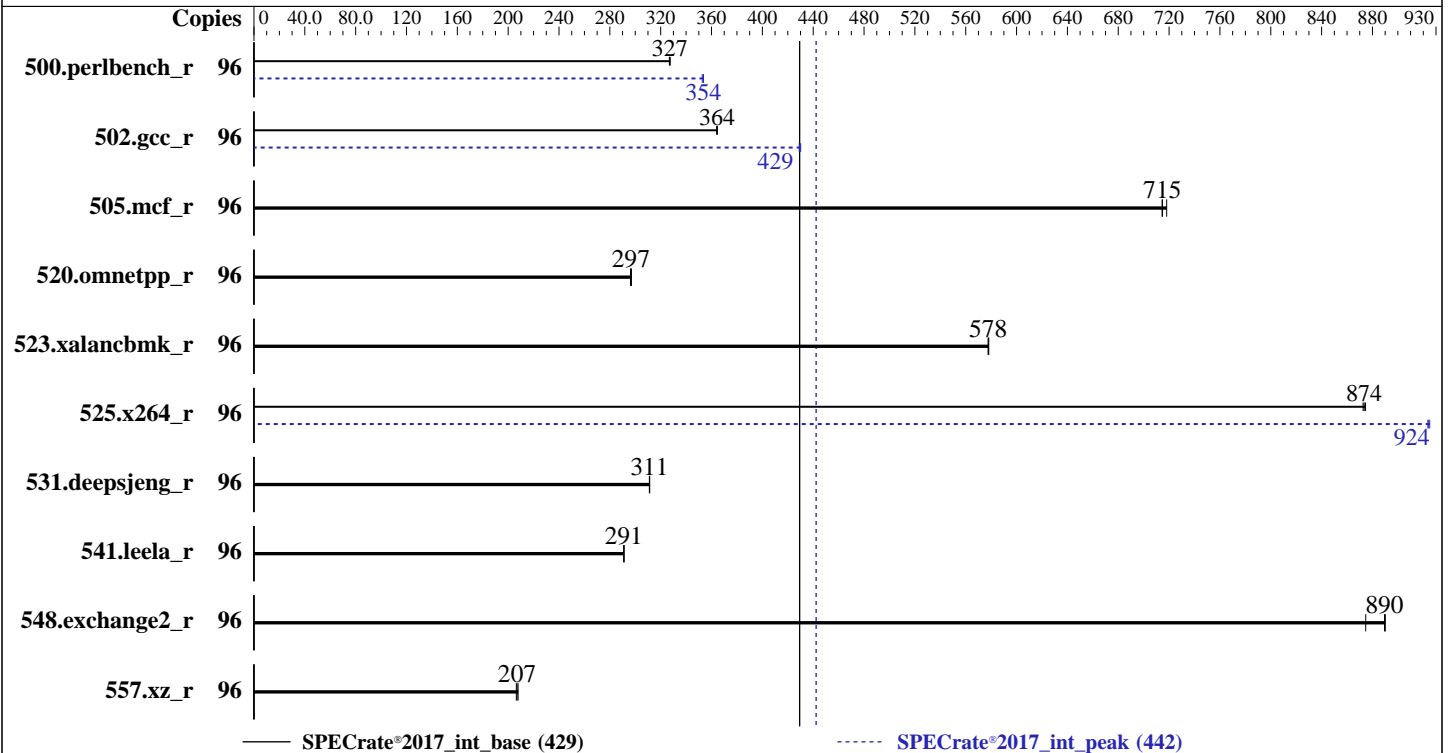 Copies 0 40.0 80.0 120 160 200 240 280 320 360 400 440 480 520 560 600 640 680 720 760 800 840 880 930
327
500.perlbench_r 96
354
364
502.gcc_r 96
429
715
505.mcf_r 96
297
520.omnetpp_r 96
578
523.xalancbmk_r 96
874
525.x264_r 96
924
311
531.deepsjeng_r 96
291
541.leela_r 96
890
548.exchange2_r 96
207
557.xz_r 96
SPECrate®2017_int_base (429) SPECrate®2017_int_peak (442)